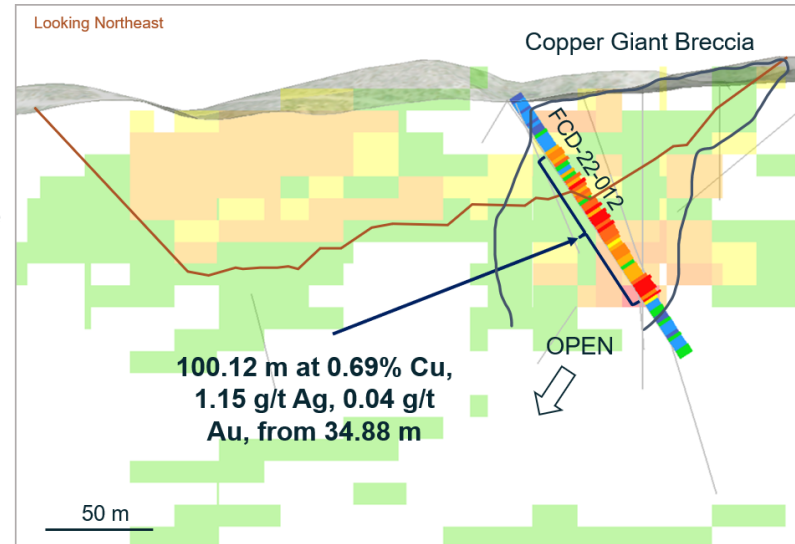 Looking Northeast
Copper Giant Breccia
FCD-22-012
100.12 m at 0.69% Cu,
1.15 g/t Ag, 0.04 g/t
Au, from 34.88 m
OPEN
50 m